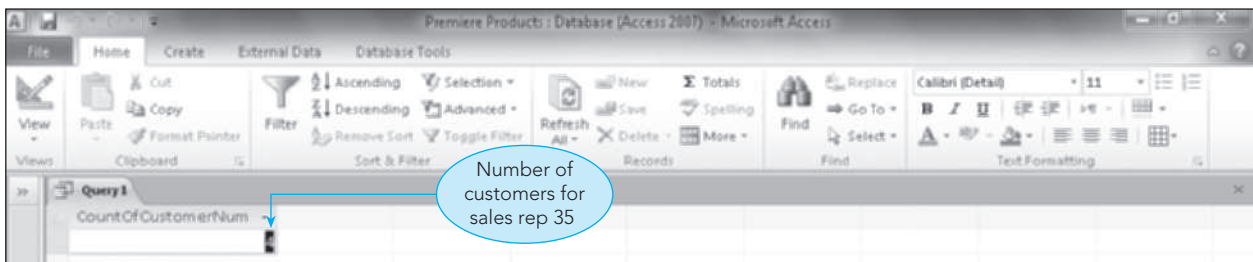 Premiere Products : Database (Access 2007) - Microsoft Access
File Home Create External Data Database Tools
View
Paste
Cut
Copy
Format Painter
Filter
Ascending
Descending
Remove Sort
Selection
Advanced
Toggle Filter
Refresh All
New
Save
Delete
Totals
Spelling
More
Find
Replace
Go To
Select
Calibri (Detail) 11
B I U
A
Views Clipboard Sort & Filter Records Find Text Formatting
Query1
CountOfCustomerNum
Number of
customers for
sales rep 35